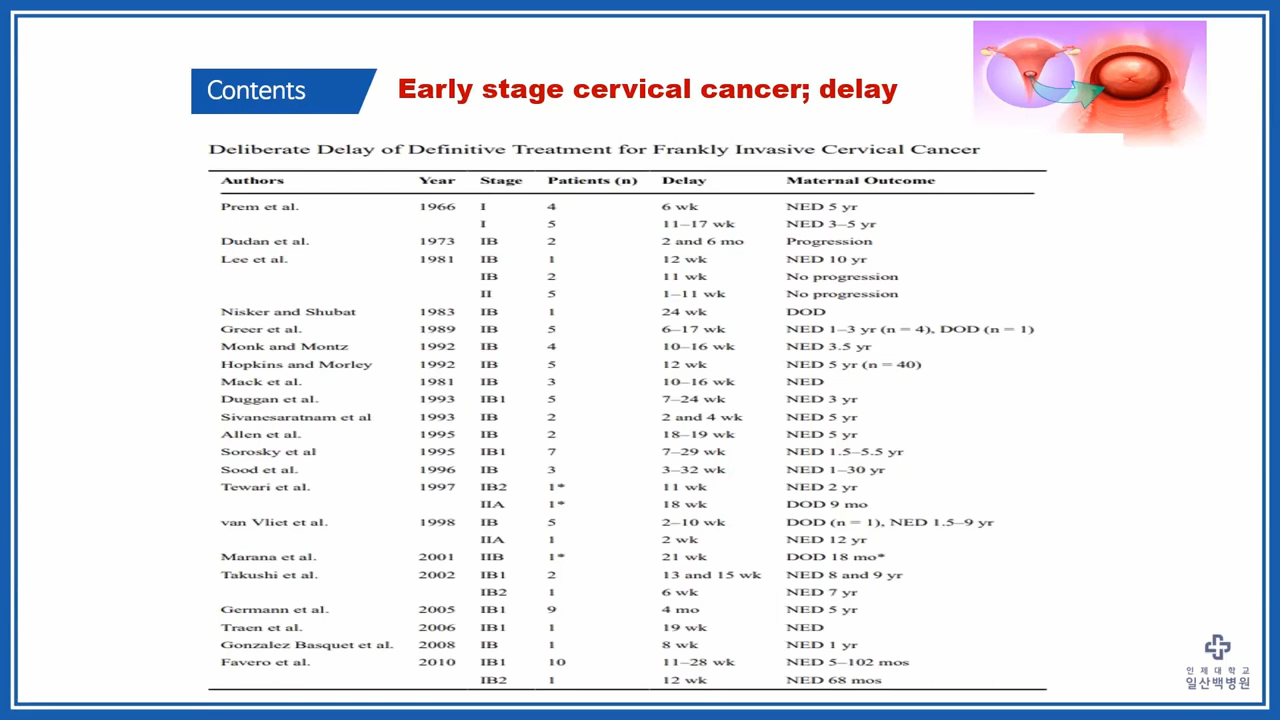 Contents
Early stage cervical cancer; delay
Deliberate Delay of Definitive Treatment for Frankly Invasive Cervical Cancer
Authors Year Stage Patients (n) Delay Maternal Outcome
Prem et al. 1966 I 4 6 wk NED 5 yr
I 5 11–17 wk NED 3–5 yr
Dudan et al. 1973 IB 2 2 and 6 mo Progression
Lee et al. 1981 IB 1 12 wk NED 10 yr
IB 2 11 wk No progression
II 5 1–11 wk No progression
Nisker and Shubat 1983 IB 1 24 wk DOD
Greer et al. 1989 IB 5 6–17 wk NED 1–3 yr (n = 4), DOD (n = 1)
Monk and Montz 1992 IB 4 10–16 wk NED 3.5 yr
Hopkins and Morley 1992 IB 5 12 wk NED 5 yr (n = 40)
Mack et al. 1981 IB 3 10–16 wk NED
Duggan et al. 1993 IB1 5 7–24 wk NED 3 yr
Sivanesaratnam et al 1993 IB 2 2 and 4 wk NED 5 yr
Allen et al. 1995 IB 2 18–19 wk NED 5 yr
Sorosky et al 1995 IB1 7 7–29 wk NED 1.5–5.5 yr
Sood et al. 1996 IB 3 3–32 wk NED 1–30 yr
Tewari et al. 1997 IB2 1* 11 wk NED 2 yr
IIA 1* 18 wk DOD 9 mo
van Vliet et al. 1998 IB 5 2–10 wk DOD (n = 1), NED 1.5–9 yr
IIA 1 2 wk NED 12 yr
Marana et al. 2001 IIB 1* 21 wk DOD 18 mo*
Takushi et al. 2002 IB1 2 13 and 15 wk NED 8 and 9 yr
IB2 1 6 wk NED 7 yr
Germann et al. 2005 IB1 9 4 mo NED 5 yr
Traen et al. 2006 IB1 1 19 wk NED
Gonzalez Basquet et al. 2008 IB 1 8 wk NED 1 yr
Favero et al. 2010 IB1 10 11–28 wk NED 5–102 mos
IB2 1 12 wk NED 68 mos
인제대학교
일산백병원